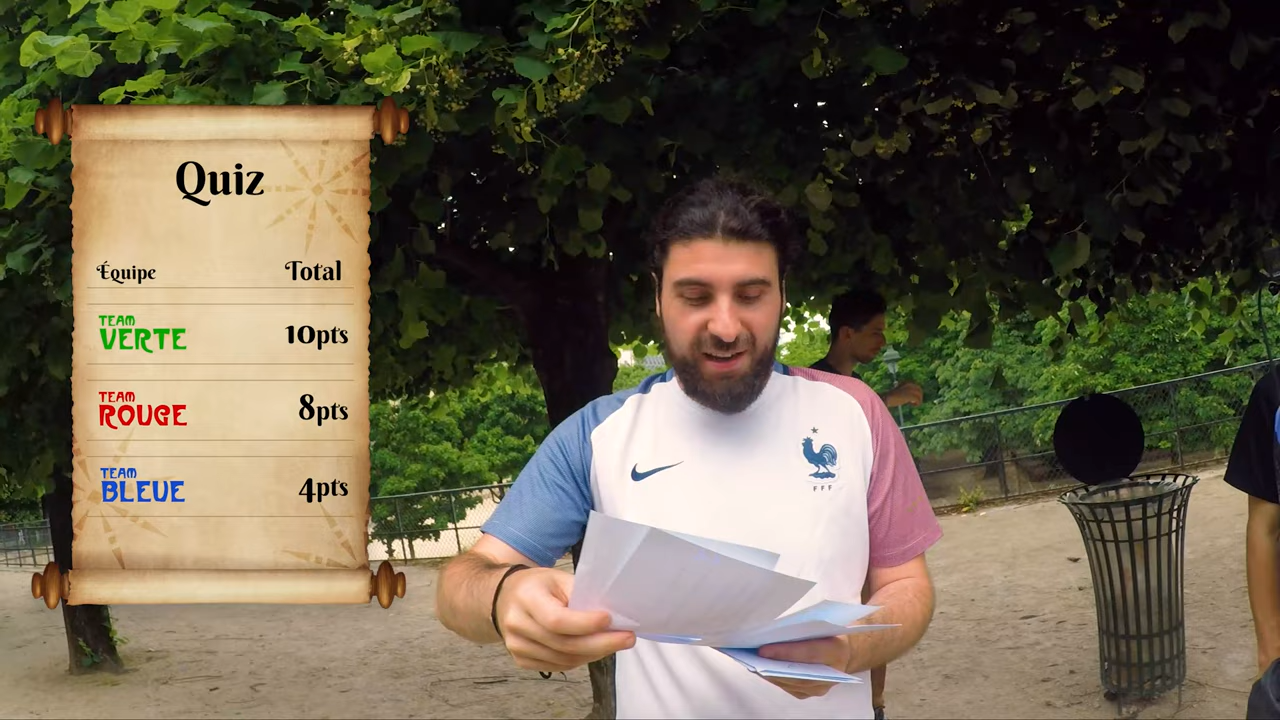 Quiz
Équipe Total
TEAM
VERTE 10pts
TEAM
ROUGE 8pts
TEAM
BLEUE 4pts
FFF